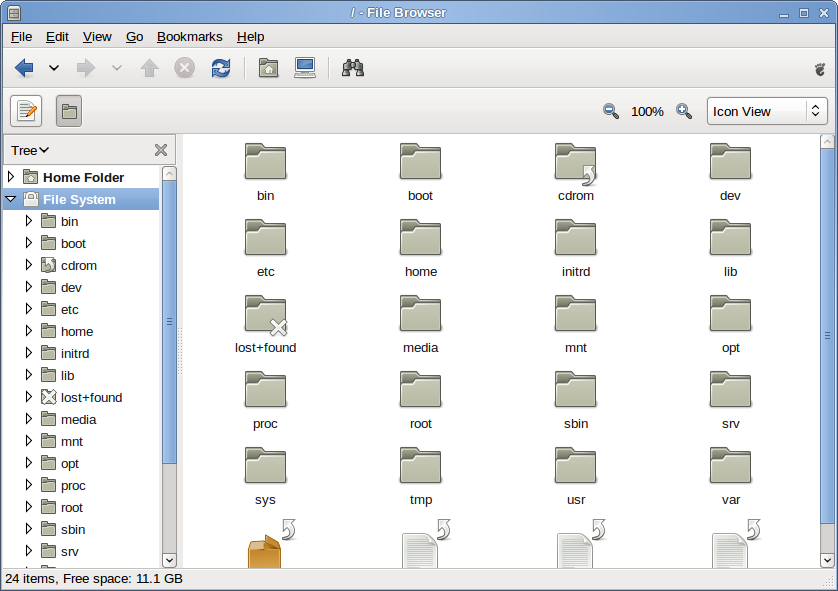 / - File Browser
File Edit View Go Bookmarks Help
100% Icon View
Tree
Home Folder
File System
bin
boot
cdrom
dev
etc
home
initrd
lib
lost+found
media
mnt
opt
proc
root
sbin
srv
bin boot cdrom dev
etc home initrd lib
lost+found media mnt opt
proc root sbin srv
sys tmp usr var
24 items, Free space: 11.1 GB